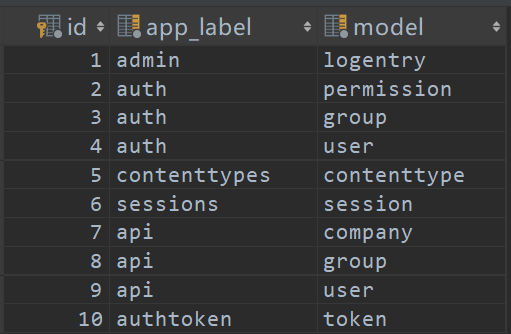 id app_label model
1 admin logentry
2 auth permission
3 auth group
4 auth user
5 contenttypes contenttype
6 sessions session
7 api company
8 api group
9 api user
10 authtoken token